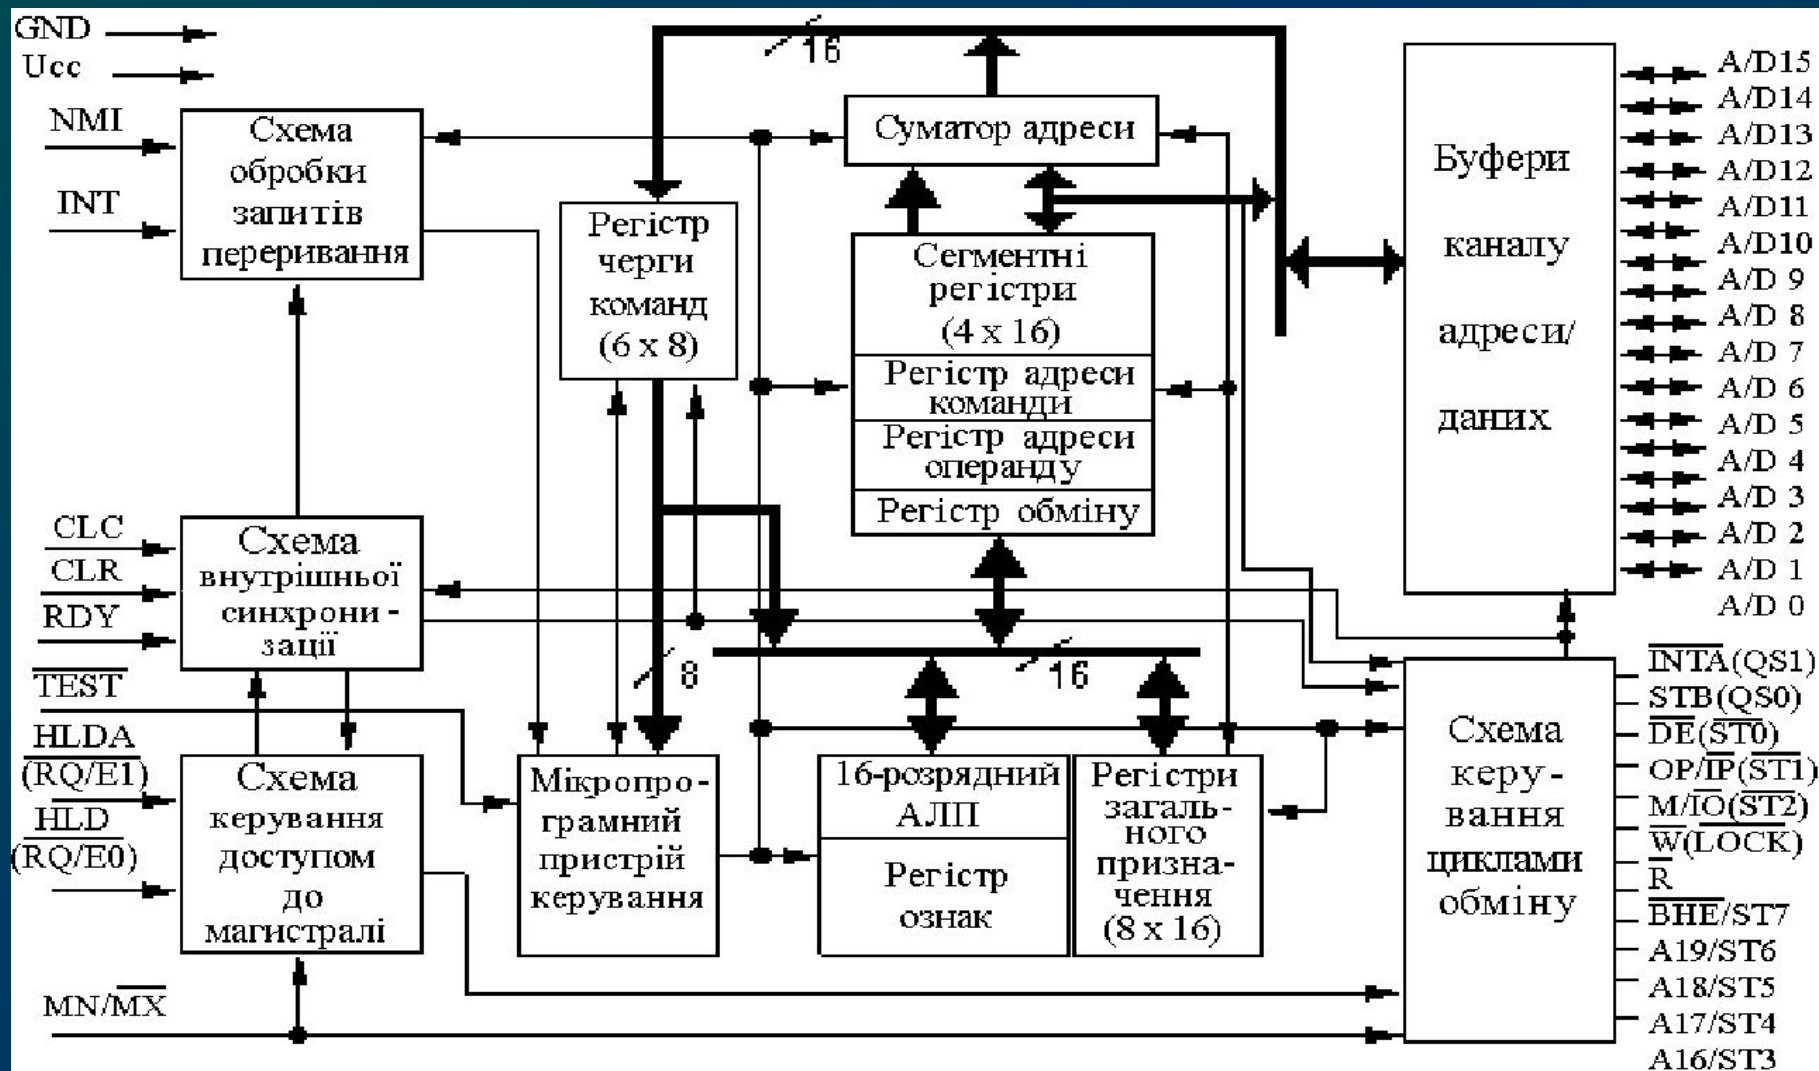 GND
Ucc
NMI
INT
CLC
CLR
RDY
TEST
HLDA
(RQ/E1)
HLD
(RQ/E0)
MN/MX
Схема
обробки
запитів
переривання
Схема
внутрішньої
синхрони -
зації
Схема
керування
доступом
до
магистралі
16
Регістр
черги
команд
(6 x 8)
Суматор адреси
Сегментні
регістри
(4 x 16)
Регістр адреси
команди
Регістр адреси
операнду
Регістр обміну
8
16
Мікропро-
грамний
пристрій
керування
16-розрядний
АЛП
Регістр
ознак
Регістри
загаль-
ного
призна-
чення
(8 x 16)
Буфери
каналу
адреси/
даних
Схема
керу-
вання
циклами
обміну
A/D15
A/D14
A/D13
A/D12
A/D11
A/D10
A/D 9
A/D 8
A/D 7
A/D 6
A/D 5
A/D 4
A/D 3
A/D 2
A/D 1
A/D 0
INTA(QS1)
STB(QS0)
DE(ST0)
OP/IP(ST1)
M/IO(ST2)
W(LOCK)
R
BHE/ST7
A19/ST6
A18/ST5
A17/ST4
A16/ST3